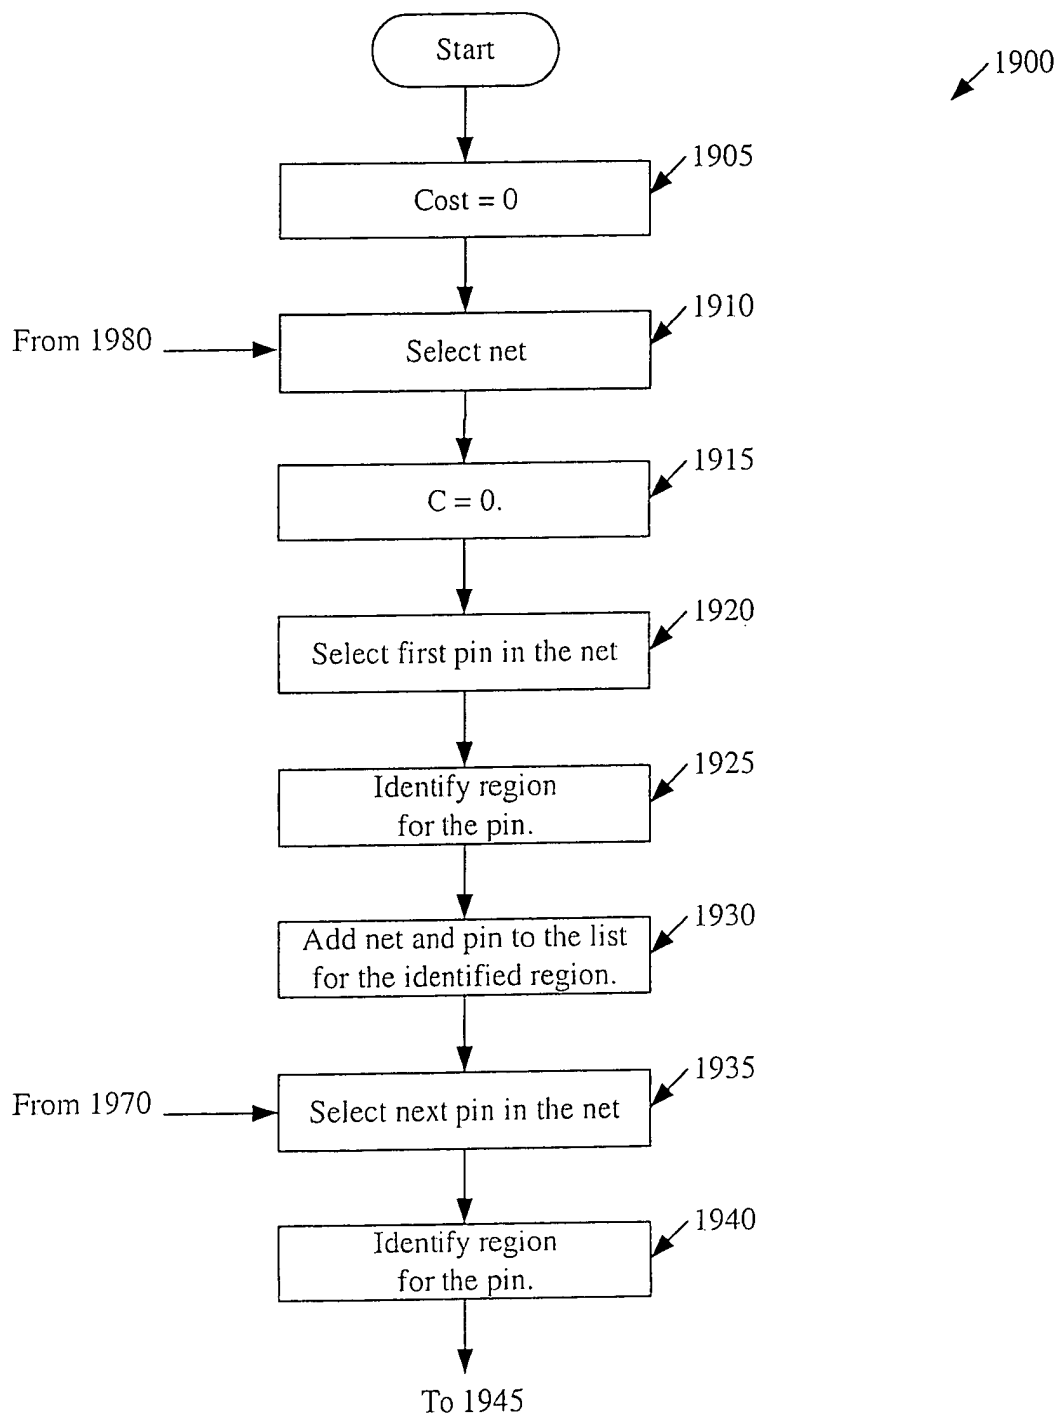 Start
1900
1905
Cost = 0
1910
From 1980
Select net
1915
C = 0.
1920
Select first pin in the net
1925
Identify region
for the pin.
1930
Add net and pin to the list
for the identified region.
1935
From 1970
Select next pin in the net
1940
Identify region
for the pin.
To 1945